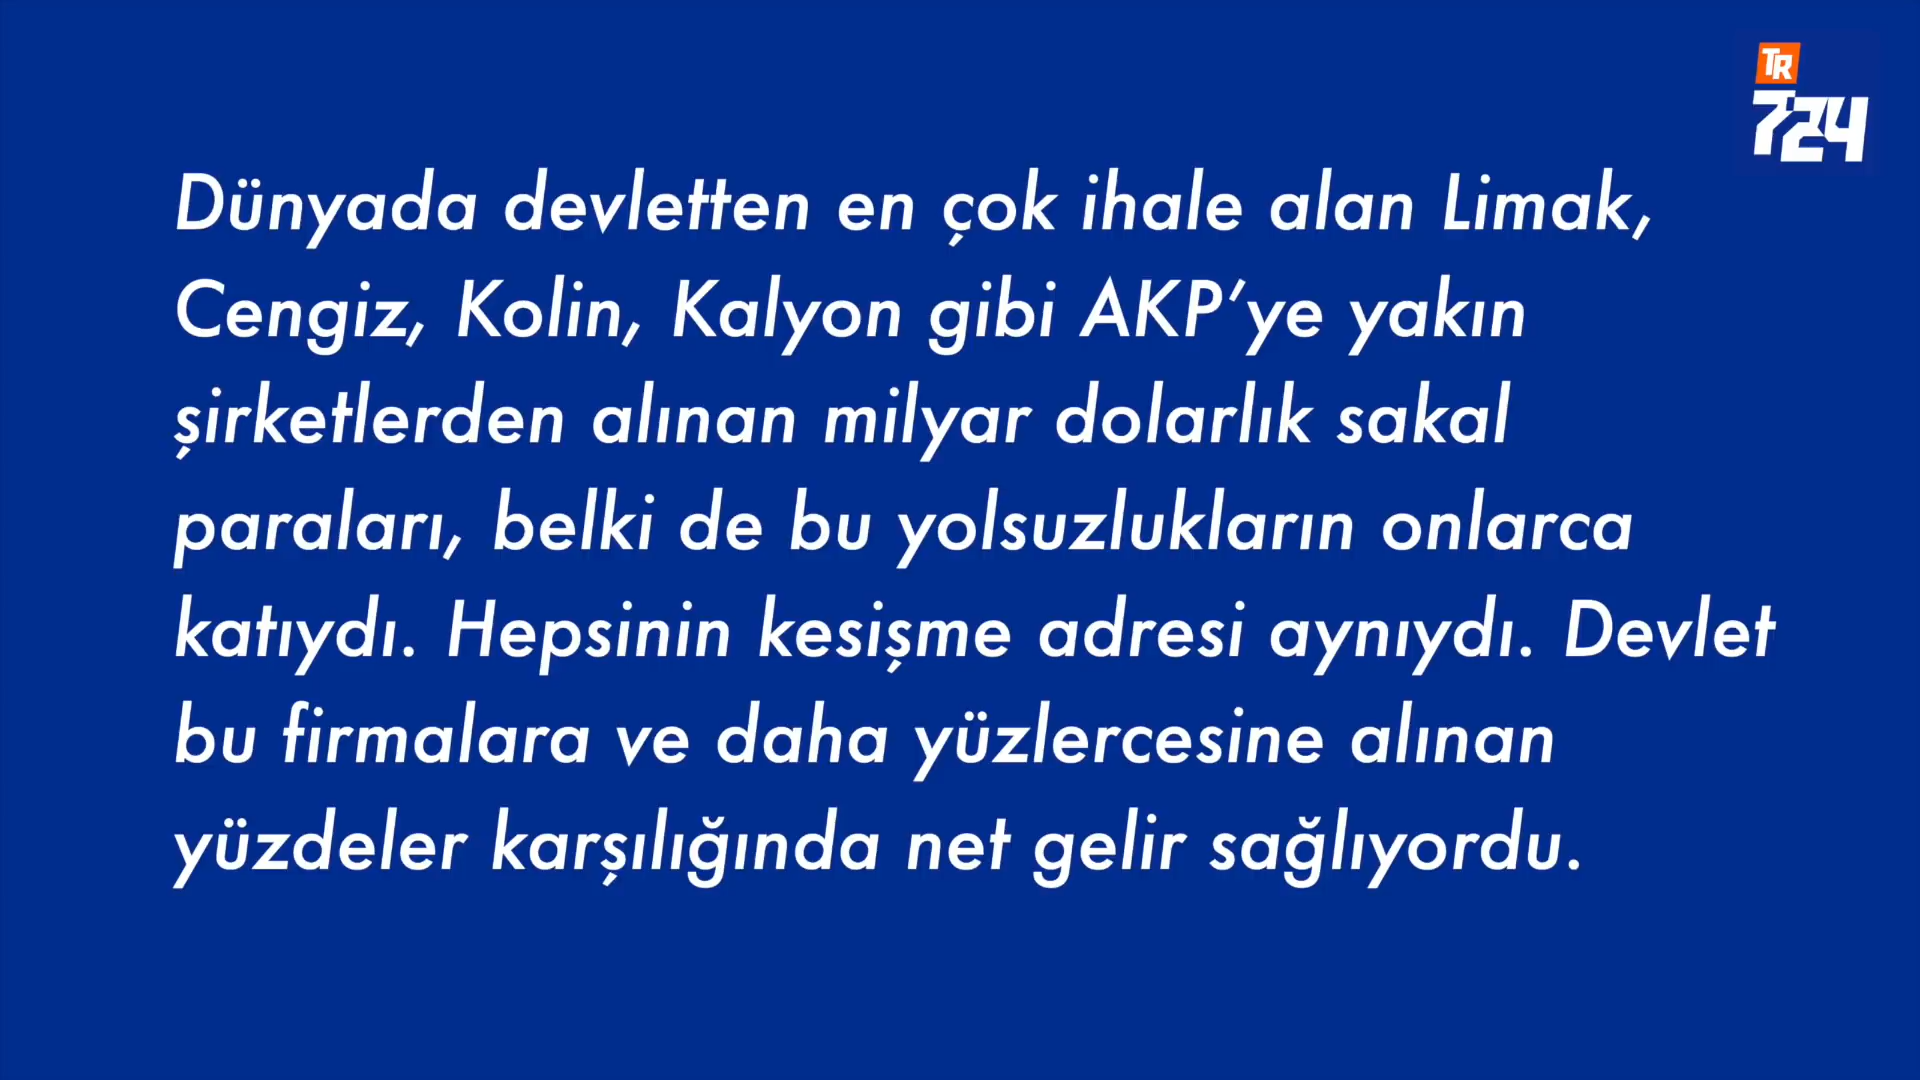 TR
724
Dünyada devletten en çok ihale alan Limak,
Cengiz, Kolin, Kalyon gibi AKP’ye yakın
şirketlerden alınan milyar dolarlık sakal
paraları, belki de bu yolsuzlukların onlarca
katıydı. Hepsinin kesişme adresi aynıydı. Devlet
bu firmalara ve daha yüzlercesine alınan
yüzdeler karşılığında net gelir sağlıyordu.